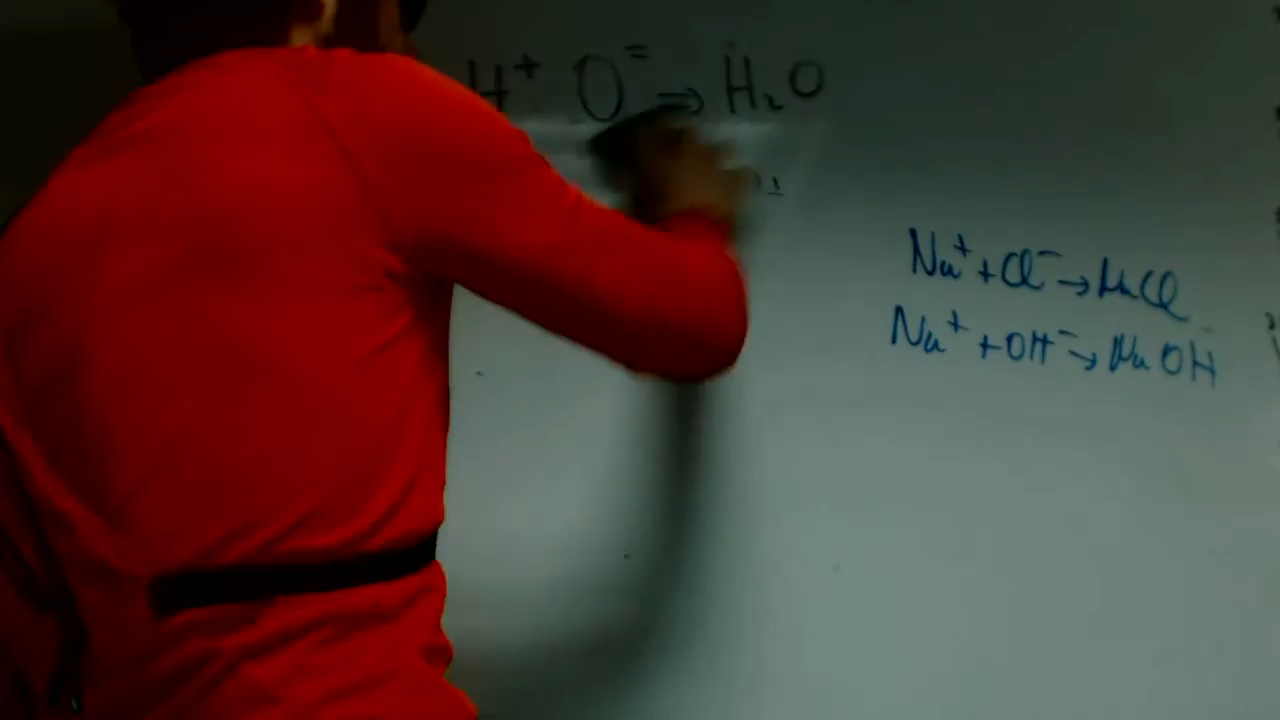 H⁺ O⁼ ⇒ H₂O
Na⁺ + Cl⁻ → NaCl
Na⁺ + OH⁻ → NaOH